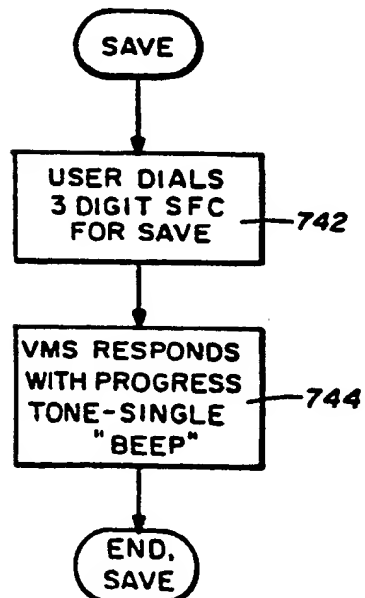 SAVE
USER DIALS
3 DIGIT SFC
FOR SAVE
742
VMS RESPONDS
WITH PROGRESS
TONE-SINGLE
"BEEP"
744
END,
SAVE